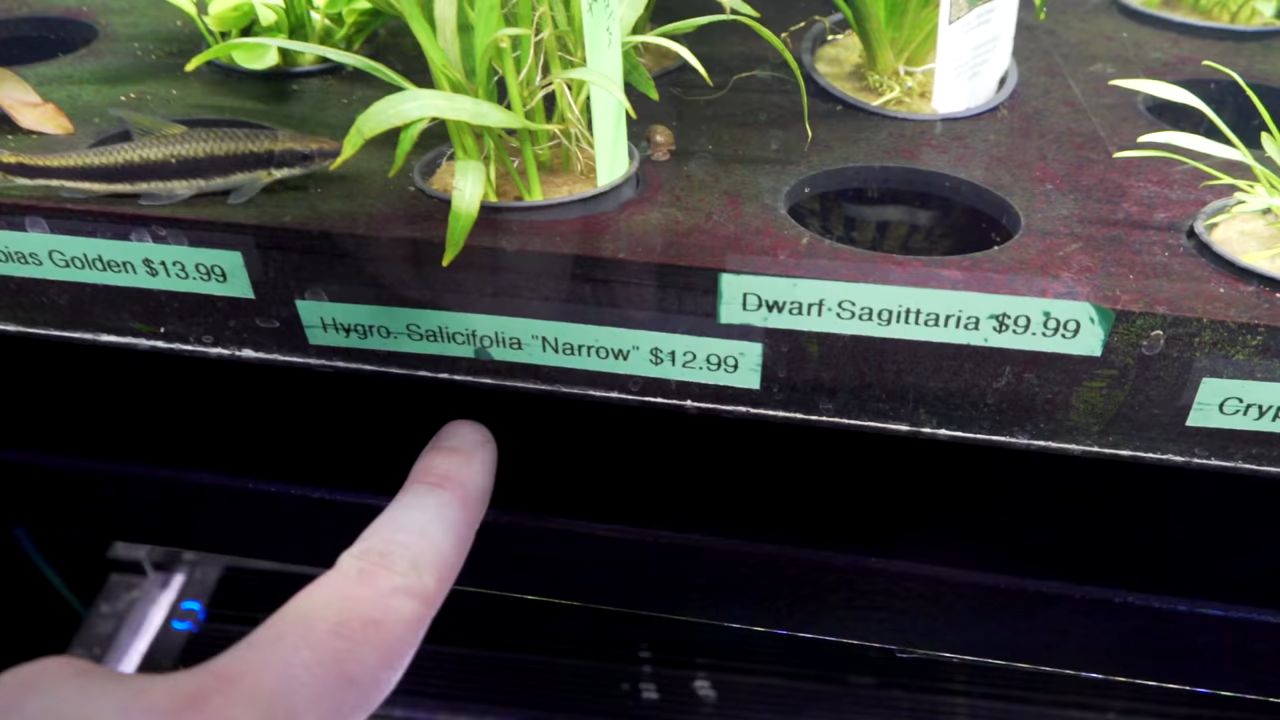 bias Golden $13.99
Hygro. Salicifolia "Narrow" $12.99
Dwarf Sagittaria $9.99
Cryp